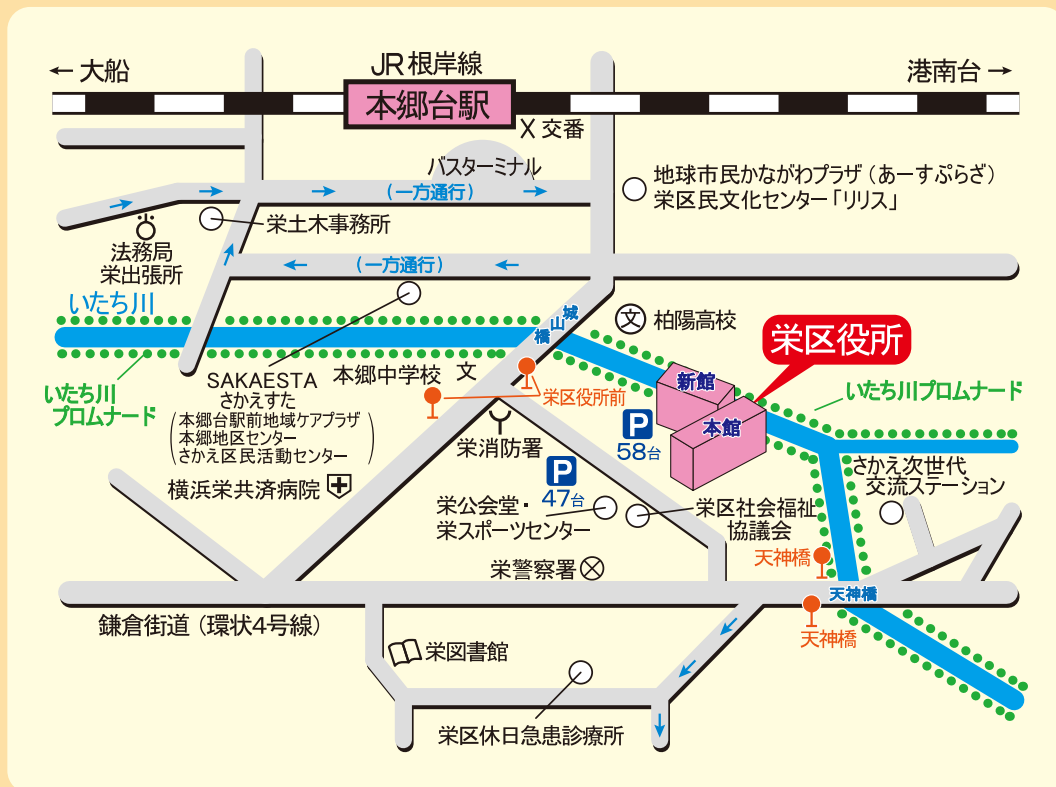 ← 大船
JR根岸線
港南台 →
本郷台駅
X 交番
バスターミナル
(一方通行)
地球市民かながわプラザ(あーすぷらざ)
栄区民文化センター「リリス」
栄土木事務所
法務局
栄出張所
(一方通行)
いたち川
城山橋
文 柏陽高校
栄区役所
いたち川
プロムナード
SAKAESTA
さかえすた
(本郷台駅前地域ケアプラザ
本郷地区センター
さかえ区民活動センター)
本郷中学校 文
栄区役所前
新館
本館
いたち川プロムナード
栄消防署
P
58台
P
47台
横浜栄共済病院
栄公会堂・
栄スポーツセンター
栄区社会福祉
協議会
さかえ次世代
交流ステーション
栄警察署
天神橋
天神橋
天神橋
鎌倉街道(環状4号線)
栄図書館
栄区休日急患診療所